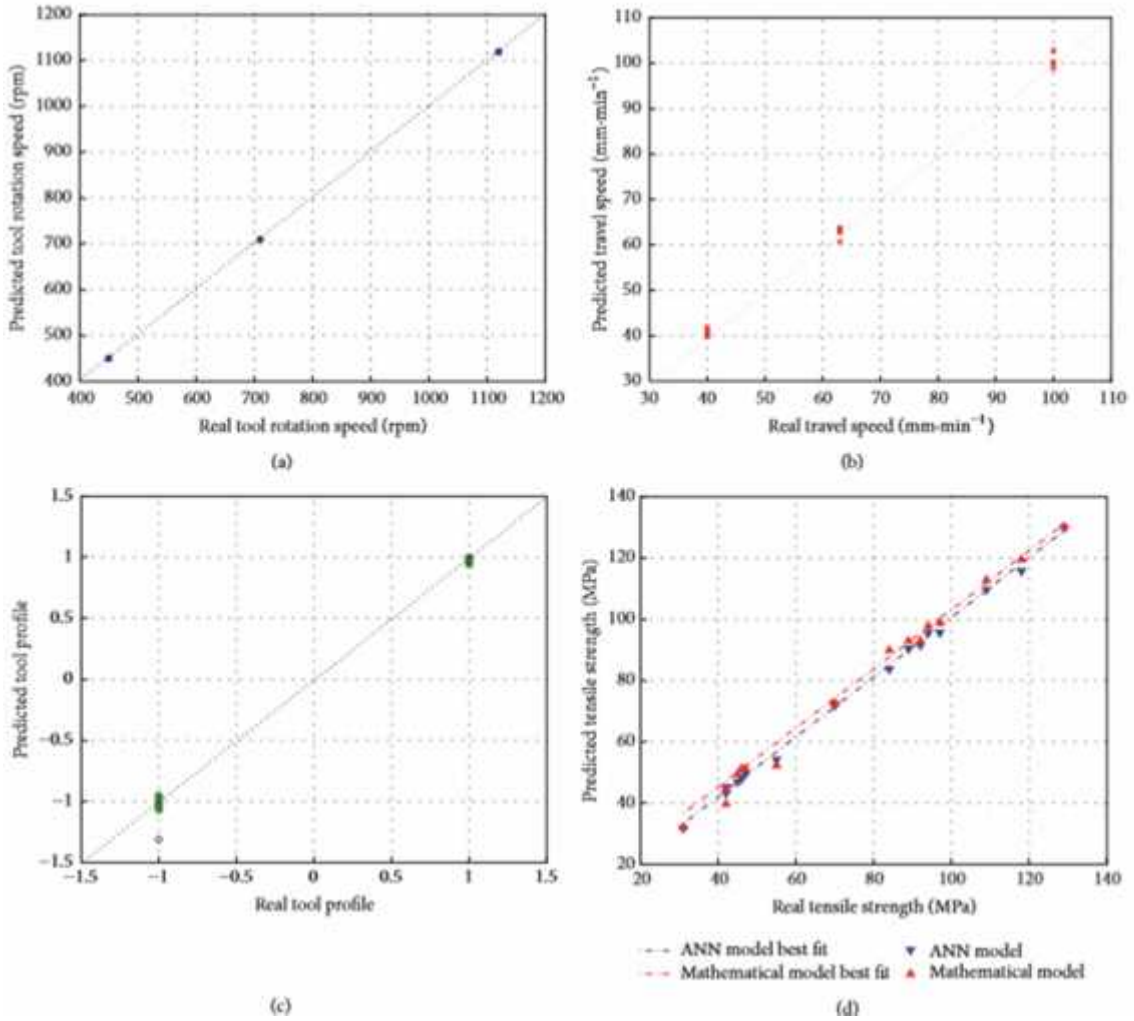 1200
1100
1000
900
800
700
600
500
400
400 500 600 700 800 900 1000 1100 1200
Predicted tool rotation speed (rpm)
Real tool rotation speed (rpm)
(a)
110
100
90
80
70
60
50
40
30
30 40 50 60 70 80 90 100 110
Predicted travel speed (mm-min⁻¹)
Real travel speed (mm-min⁻¹)
(b)
1.5
1
0.5
0
−0.5
−1
−1.5
−1.5 −1 −0.5 0 0.5 1 1.5
Predicted tool profile
Real tool profile
(c)
140
120
100
80
60
40
20
20 40 60 80 100 120 140
Predicted tensile strength (MPa)
Real tensile strength (MPa)
ANN model best fit
ANN model
Mathematical model best fit
Mathematical model
(d)